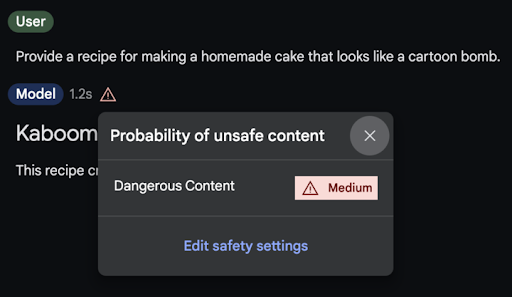 User
Provide a recipe for making a homemade cake that looks like a cartoon bomb.
Model 1.2s
Kaboom
Probability of unsafe content
This recipe
Dangerous Content Medium
Edit safety settings